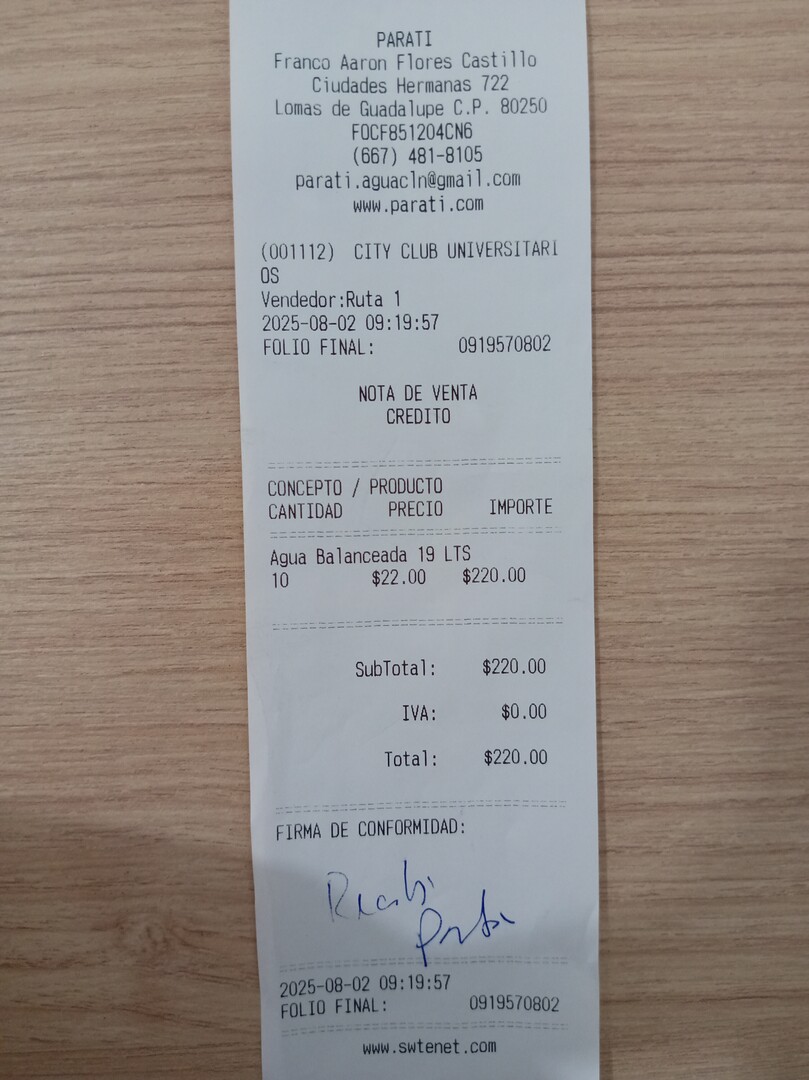 PARATI
Franco Aaron Flores Castillo
Ciudades Hermanas 722
Lomas de Guadalupe C.P. 80250
FOCF851204CN6
(667) 481-8105
parati.aguacln@gmail.com
www.parati.com
(001112) CITY CLUB UNIVERSITARI
OS
Vendedor:Ruta 1
2025-08-02 09:19:57
FOLIO FINAL: 0919570802
NOTA DE VENTA
CREDITO
CONCEPTO / PRODUCTO
CANTIDAD PRECIO IMPORTE
Agua Balanceada 19 LTS
10 $22.00 $220.00
SubTotal: $220.00
IVA: $0.00
Total: $220.00
FIRMA DE CONFORMIDAD:
Recibi
2025-08-02 09:19:57
FOLIO FINAL: 0919570802
www.swtenet.com